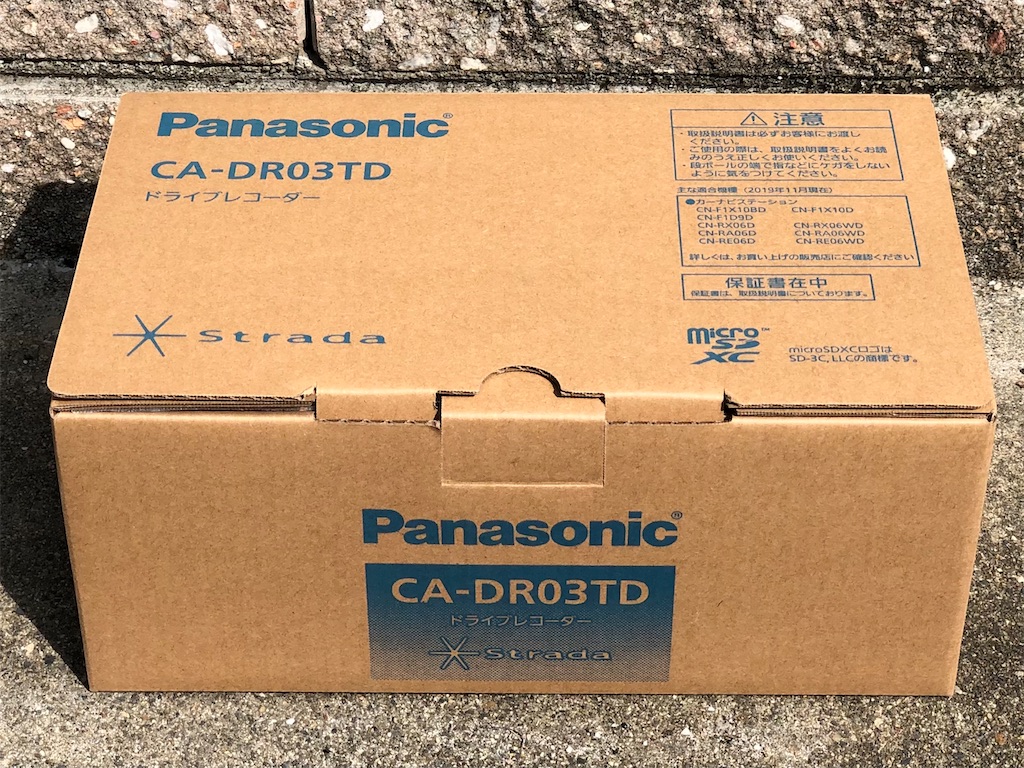 Panasonic®
CA-DR03TD
ドライブレコーダー
Strada
⚠注意
・取扱説明書は必ずお客様にお渡し
ください。
・ご使用の際は、取扱説明書をよくお読
みのうえ正しくお使いください。
・段ボールの端で指などにケガをしない
ように気をつけてください。
主な適合機種(2019年11月現在)
●カーナビステーション
CN-F1X10BD CN-F1X10D
CN-F1D9D
CN-RX06D CN-RX06WD
CN-RA06D CN-RA06WD
CN-RE06D CN-RE06WD
詳しくは、お買い上げの販売店にご確認ください
保証書在中
保証書は、取扱説明書についております。
micro™
SD
XC
microSDXCロゴは
SD-3C, LLCの商標です。
Panasonic®
CA-DR03TD
ドライブレコーダー
Strada